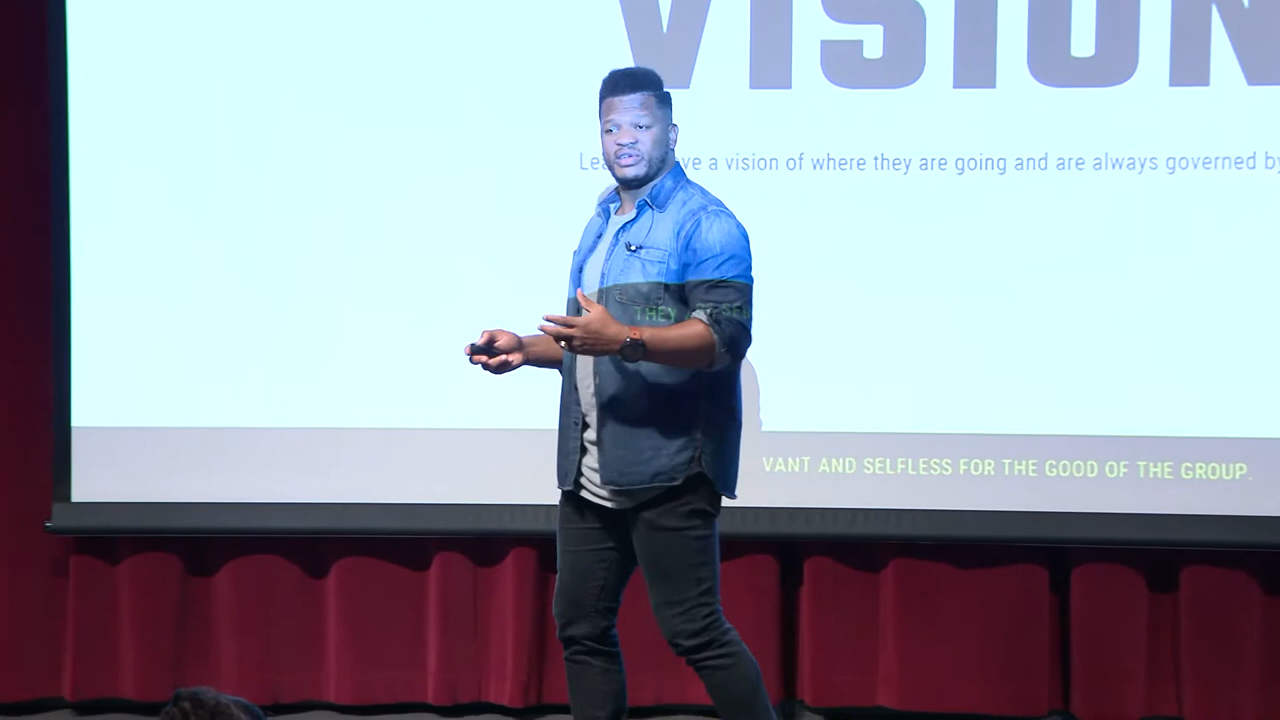 VISION
ve a vision of where they are going and are always governed by
THEY
VANT AND SELFLESS FOR THE GOOD OF THE GROUP.